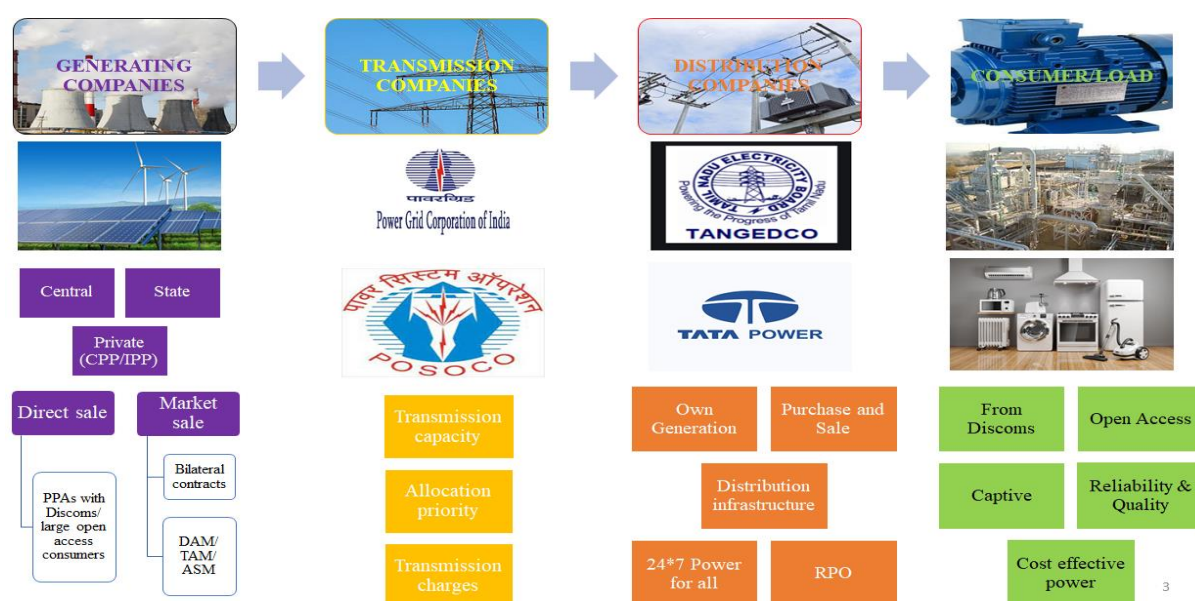 GENERATING
COMPANIES
TRANSMISSION
COMPANIES
DISTRIBUTION
COMPANIES
CONSUMER/LOAD
पावरग्रिड
Power Grid Corporation of India
TAMIL NADU ELECTRICITY BOARD
Powering the Progress of Tamil Nadu
TANGEDCO
Central
State
Private
(CPP/IPP)
पावर सिस्टम ऑपरेशन
POSOCO
TATA POWER
Direct sale
Market
sale
PPAs with
Discoms/
large open
access
consumers
Bilateral
contracts
DAM/
TAM/
ASM
Transmission
capacity
Allocation
priority
Transmission
charges
Own
Generation
Purchase and
Sale
Distribution
infrastructure
24*7 Power
for all
RPO
From
Discoms
Open Access
Captive
Reliability &
Quality
Cost effective
power
3